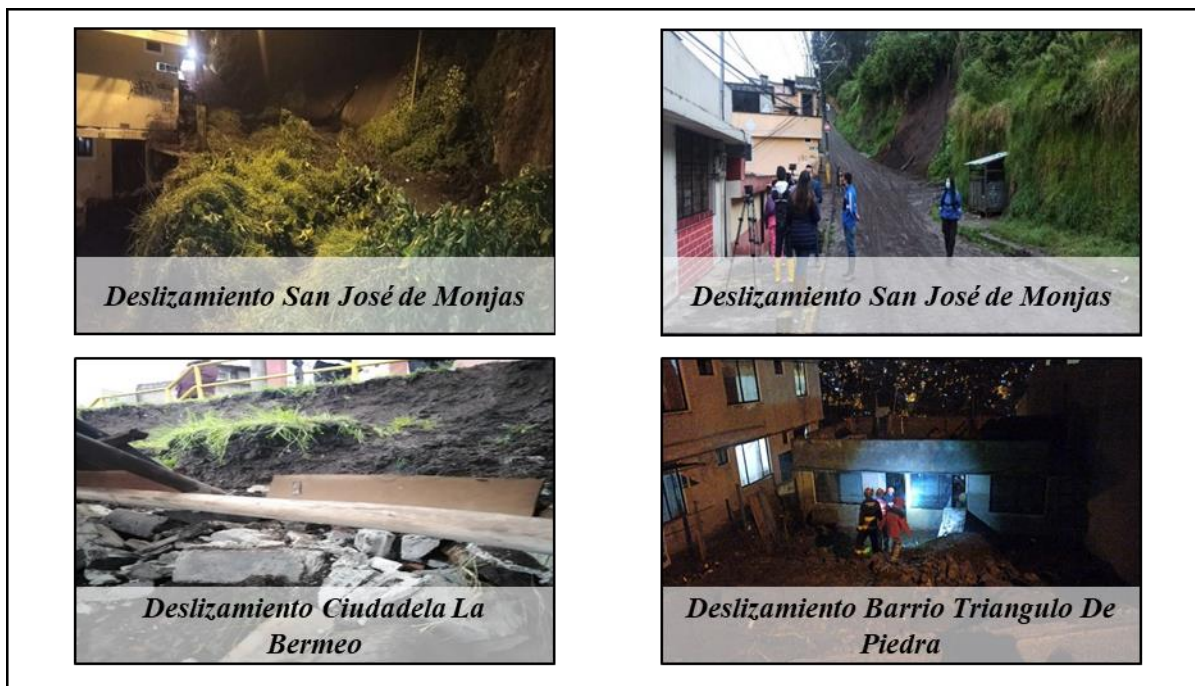 Deslizamiento San José de Monjas
Deslizamiento San José de Monjas
Deslizamiento Ciudadela La
Bermeo
Deslizamiento Barrio Triangulo De
Piedra